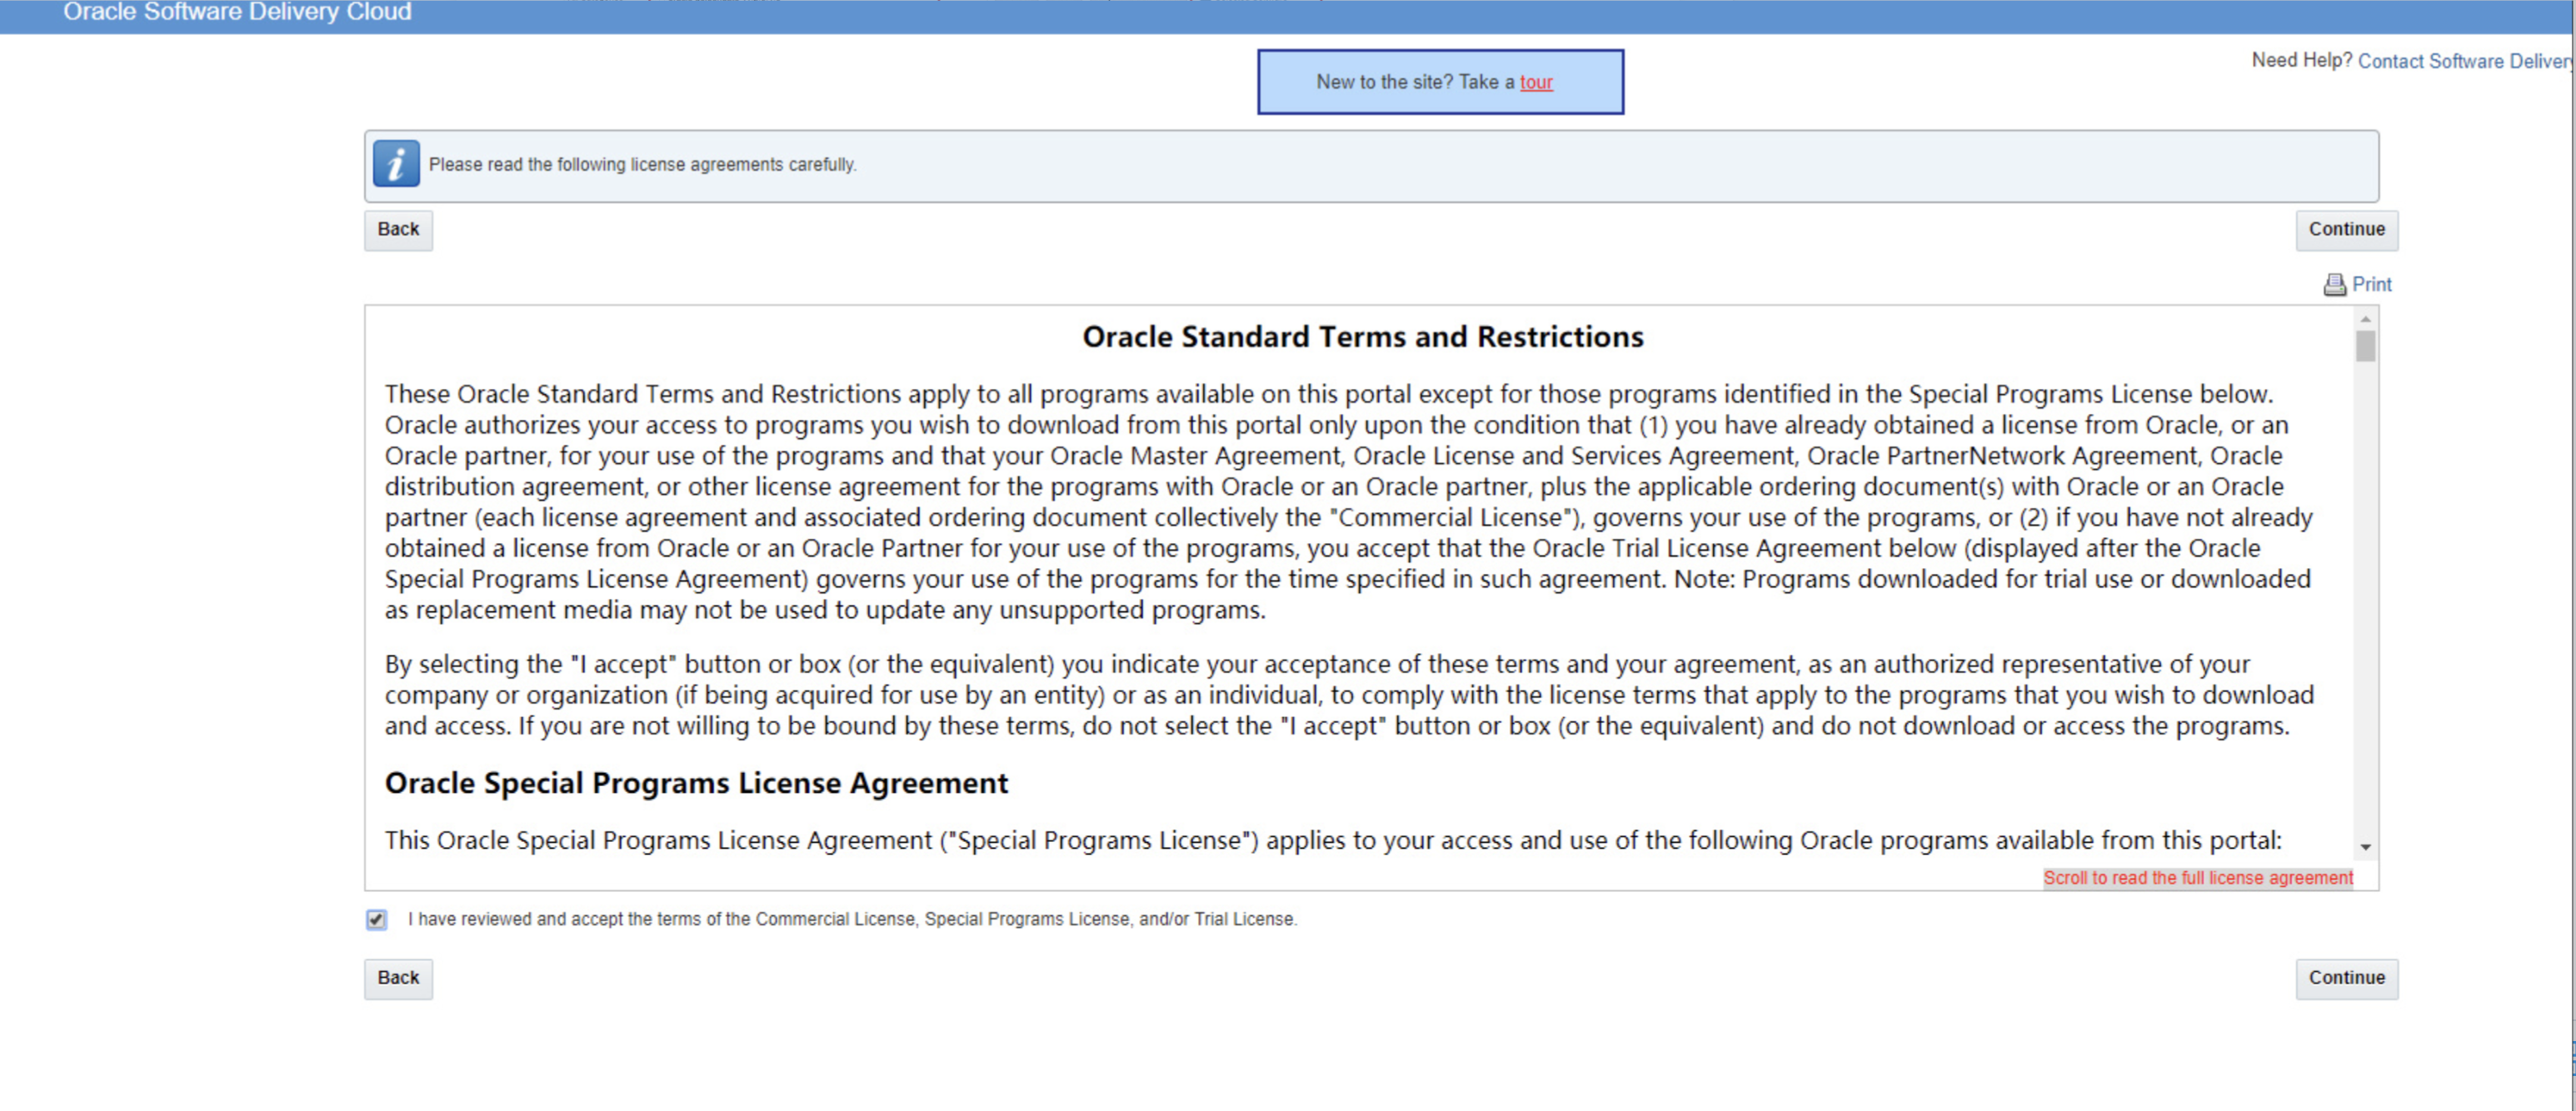 Oracle Software Delivery Cloud
Need Help? Contact Software Delivery
New to the site? Take a tour
Please read the following license agreements carefully.
Back
Continue
Print
Oracle Standard Terms and Restrictions
These Oracle Standard Terms and Restrictions apply to all programs available on this portal except for those programs identified in the Special Programs License below.
Oracle authorizes your access to programs you wish to download from this portal only upon the condition that (1) you have already obtained a license from Oracle, or an
Oracle partner, for your use of the programs and that your Oracle Master Agreement, Oracle License and Services Agreement, Oracle PartnerNetwork Agreement, Oracle
distribution agreement, or other license agreement for the programs with Oracle or an Oracle partner, plus the applicable ordering document(s) with Oracle or an Oracle
partner (each license agreement and associated ordering document collectively the "Commercial License"), governs your use of the programs, or (2) if you have not already
obtained a license from Oracle or an Oracle Partner for your use of the programs, you accept that the Oracle Trial License Agreement below (displayed after the Oracle
Special Programs License Agreement) governs your use of the programs for the time specified in such agreement. Note: Programs downloaded for trial use or downloaded
as replacement media may not be used to update any unsupported programs.
By selecting the "I accept" button or box (or the equivalent) you indicate your acceptance of these terms and your agreement, as an authorized representative of your
company or organization (if being acquired for use by an entity) or as an individual, to comply with the license terms that apply to the programs that you wish to download
and access. If you are not willing to be bound by these terms, do not select the "I accept" button or box (or the equivalent) and do not download or access the programs.
Oracle Special Programs License Agreement
This Oracle Special Programs License Agreement ("Special Programs License") applies to your access and use of the following Oracle programs available from this portal:
Scroll to read the full license agreement
I have reviewed and accept the terms of the Commercial License, Special Programs License, and/or Trial License.
Back
Continue